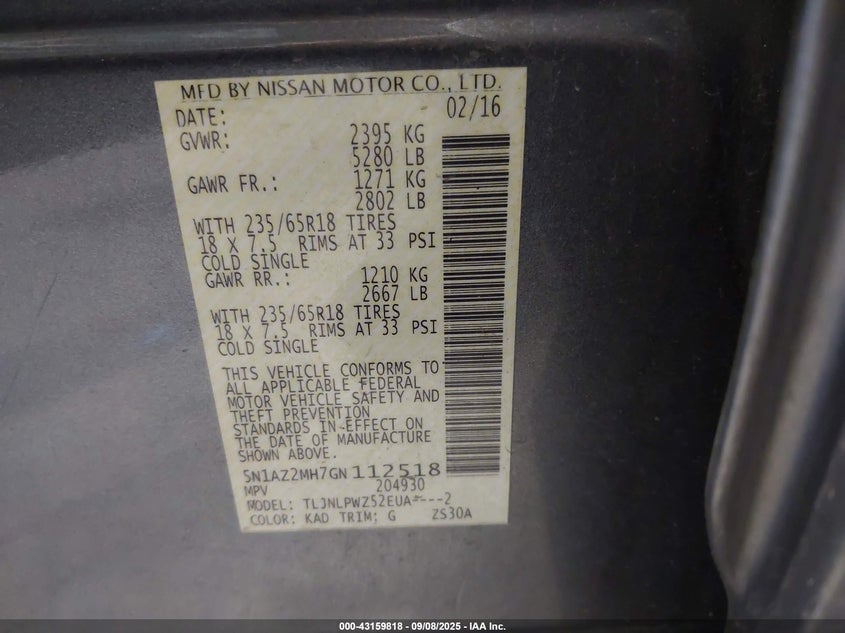 MFD BY NISSAN MOTOR CO., LTD.
DATE: 02/16
GVWR: 2395 KG
5280 LB
GAWR FR.: 1271 KG
2802 LB
WITH 235/65R18 TIRES
18 X 7.5 RIMS AT 33 PSI
COLD SINGLE
GAWR RR.: 1210 KG
2667 LB
WITH 235/65R18 TIRES
18 X 7.5 RIMS AT 33 PSI
COLD SINGLE
THIS VEHICLE CONFORMS TO
ALL APPLICABLE FEDERAL
MOTOR VEHICLE SAFETY AND
THEFT PREVENTION
STANDARDS IN EFFECT ON
THE DATE OF MANUFACTURE
SHOWN ABOVE.
5N1AZ2MH7GN112518
MPV 204930
MODEL: TLJNLPWZ52EUA----2
COLOR: KAD TRIM: G ZS30A
000-43159818 - 09/08/2025 - IAA Inc.